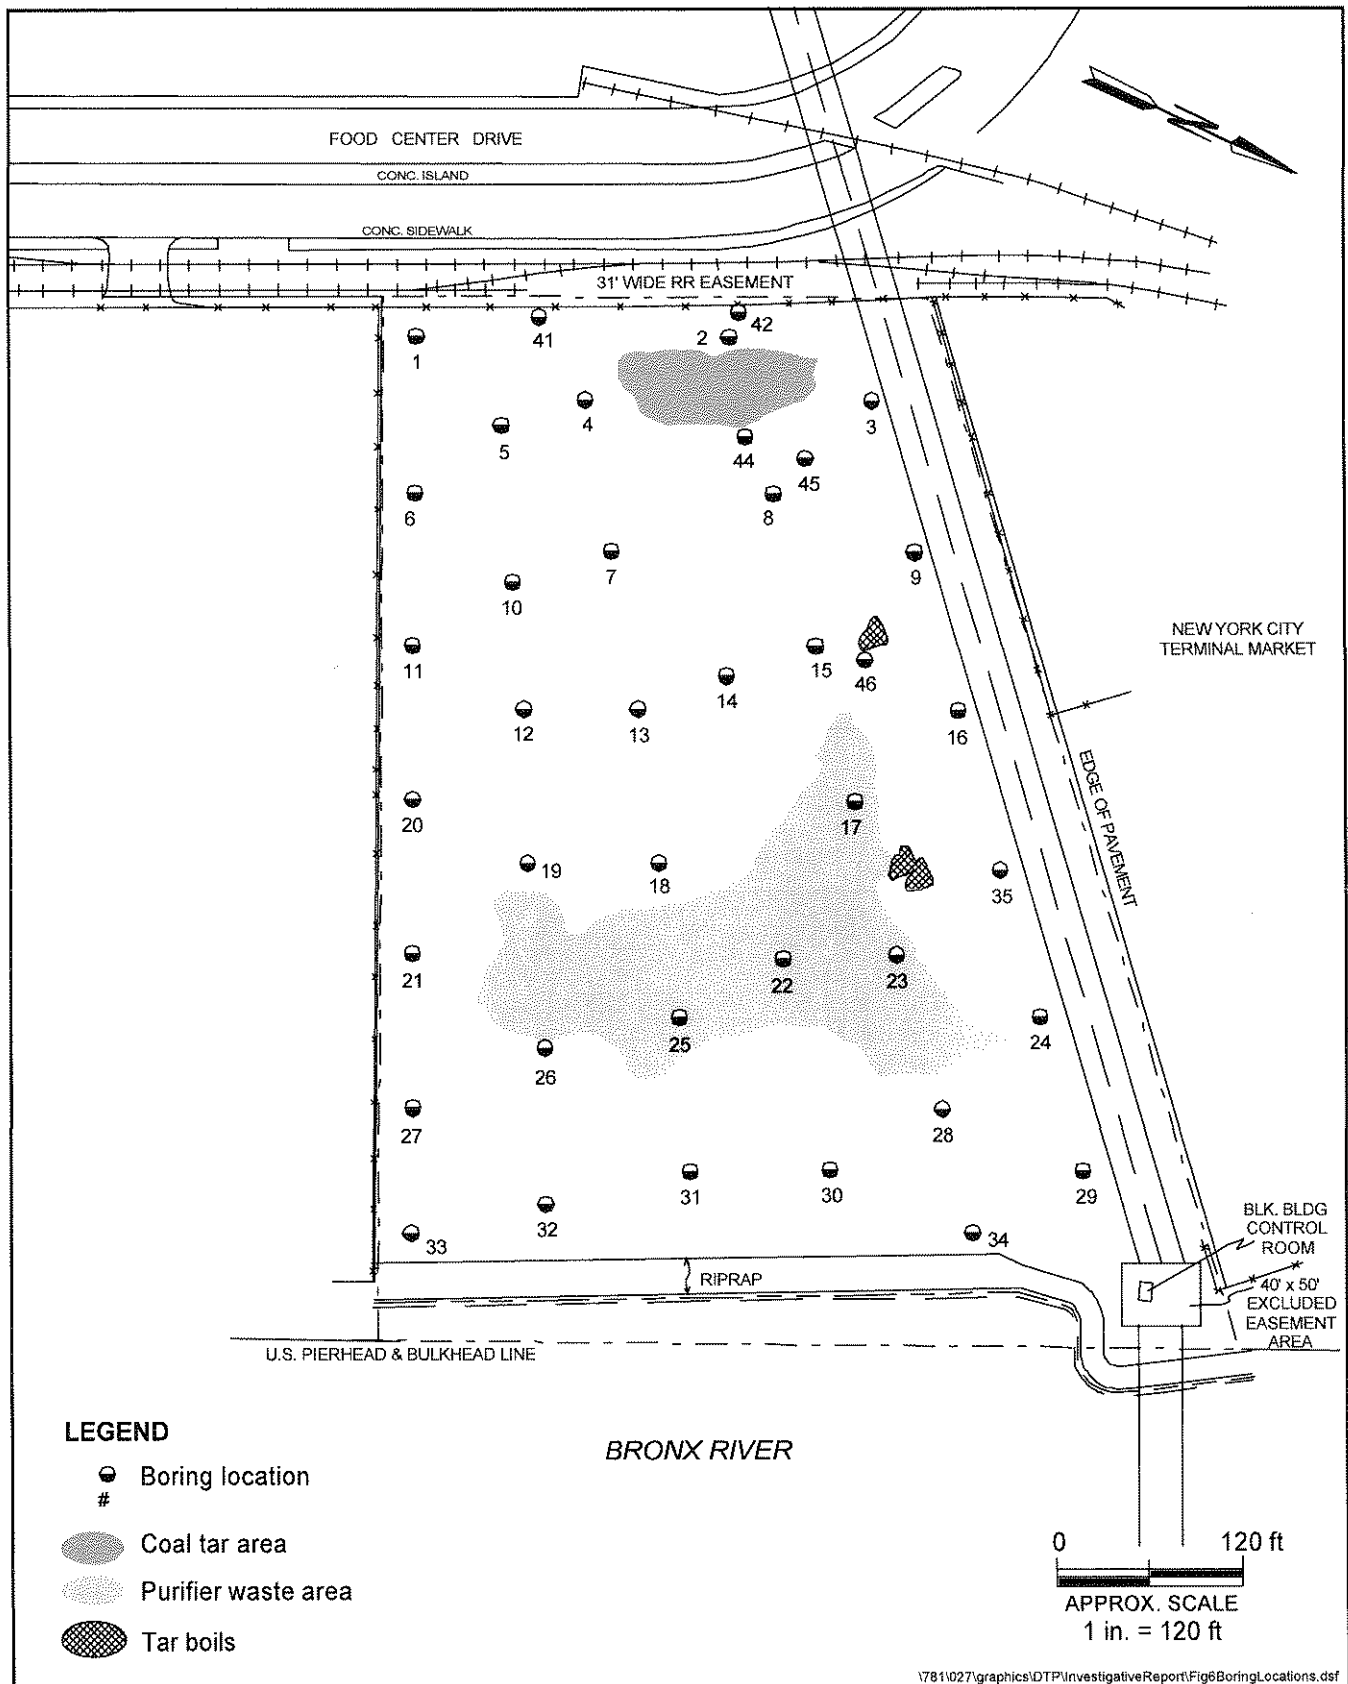 FOOD CENTER DRIVE
CONC. ISLAND
CONC. SIDEWALK
N
31' WIDE RR EASEMENT
1
41
2
42
3
4
5
44
45
6
7
8
9
10
NEW YORK CITY
TERMINAL MARKET
11
12
13
14
15
46
16
EDGE OF PAVEMENT
17
20
19
18
35
21
22
23
24
25
26
27
28
29
30
31
32
33
34
BLK. BLDG
CONTROL
ROOM
40' x 50'
EXCLUDED
EASEMENT
AREA
RIPRAP
U.S. PIERHEAD & BULKHEAD LINE
BRONX RIVER
LEGEND
Boring location
#
Coal tar area
Purifier waste area
Tar boils
0 120 ft
APPROX. SCALE
1 in. = 120 ft
\781\027\graphics\DTP\InvestigativeReport\Fig6BoringLocations.dsf